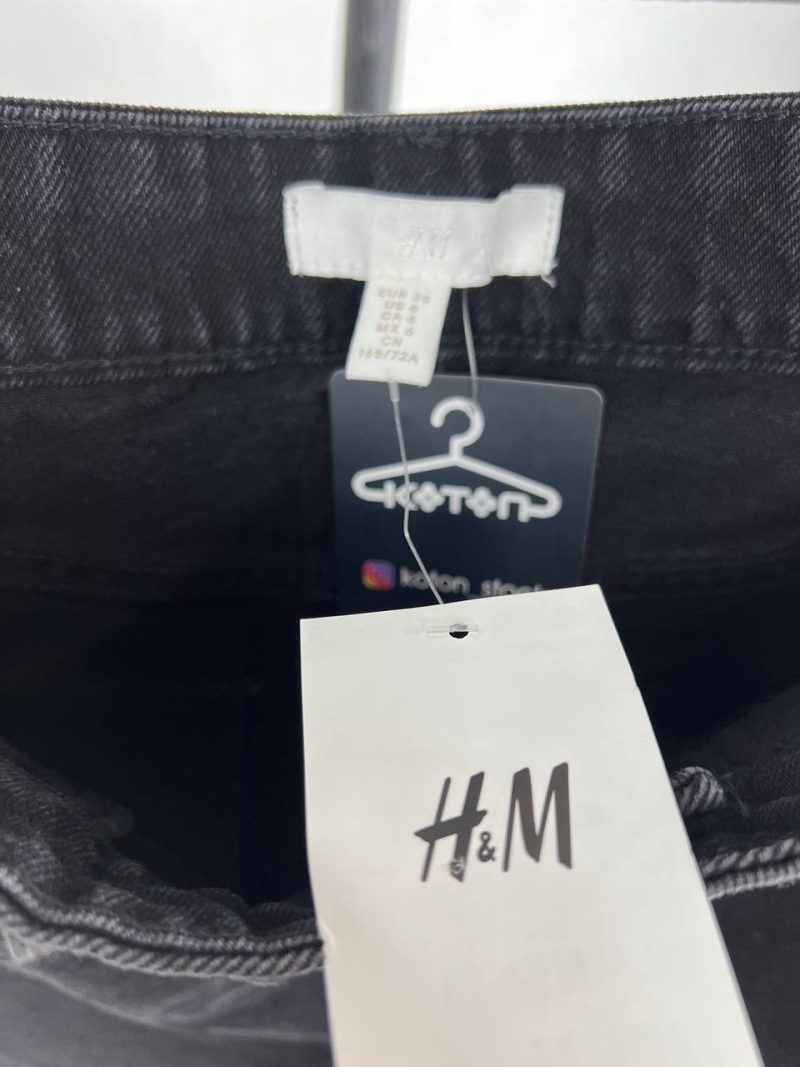 H&M
EUR 38
US 6
CA 6
MX 6
CN
165/72A
KOTON
H&M